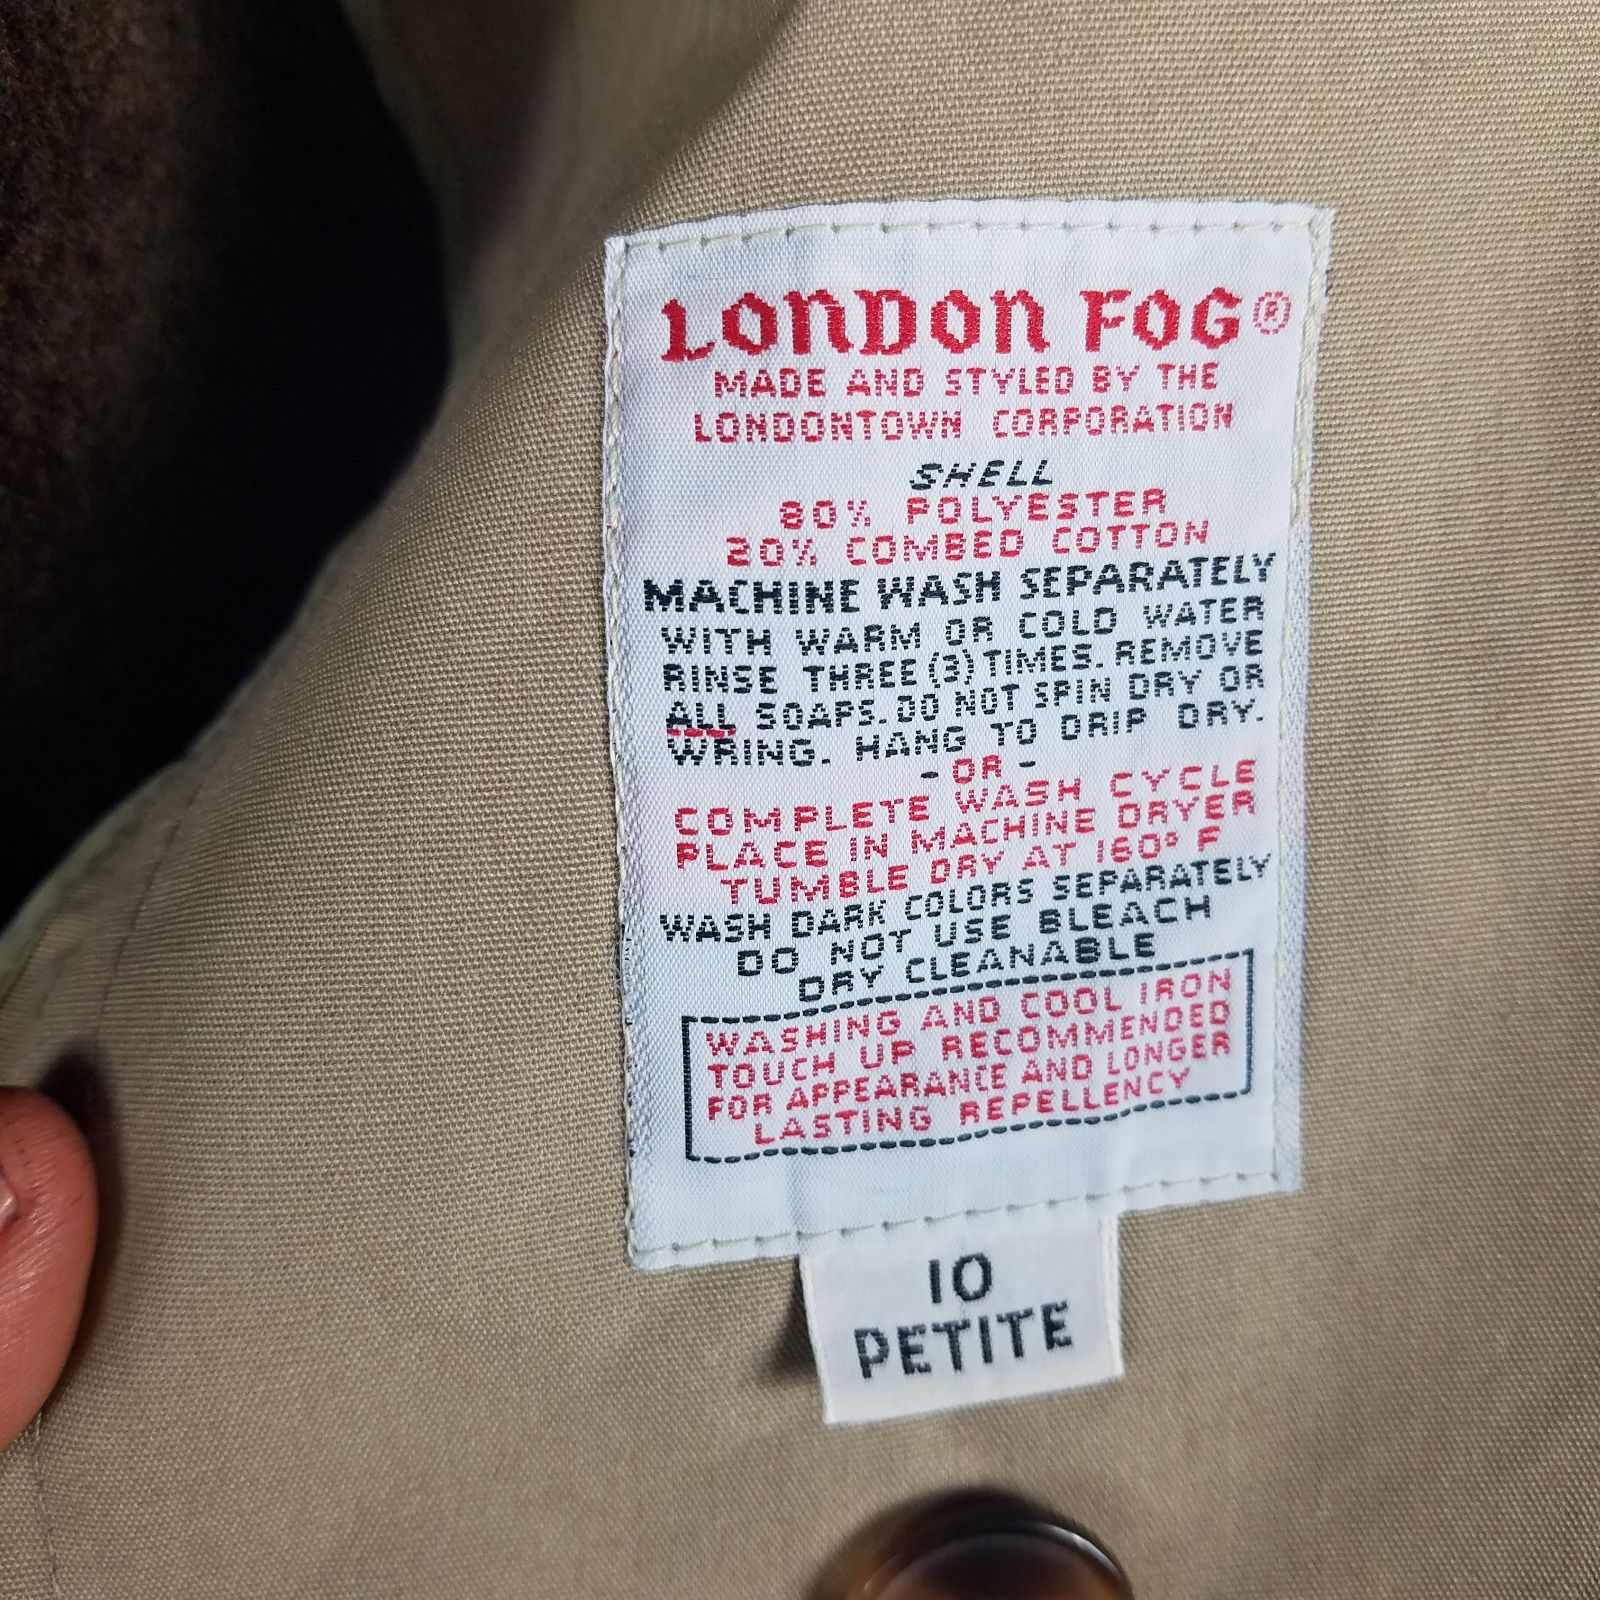 LONDON FOG®
MADE AND STYLED BY THE
LONDONTOWN CORPORATION
SHELL
80% POLYESTER
20% COMBED COTTON
MACHINE WASH SEPARATELY
WITH WARM OR COLD WATER
RINSE THREE (3) TIMES. REMOVE
ALL SOAPS. DO NOT SPIN DRY OR
WRING. HANG TO DRIP DRY.
- OR -
COMPLETE WASH CYCLE
PLACE IN MACHINE DRYER
TUMBLE DRY AT 160° F
WASH DARK COLORS SEPARATELY
DO NOT USE BLEACH
DRY CLEANABLE
WASHING AND COOL IRON
TOUCH UP RECOMMENDED
FOR APPEARANCE AND LONGER
LASTING REPELLENCY
10
PETITE